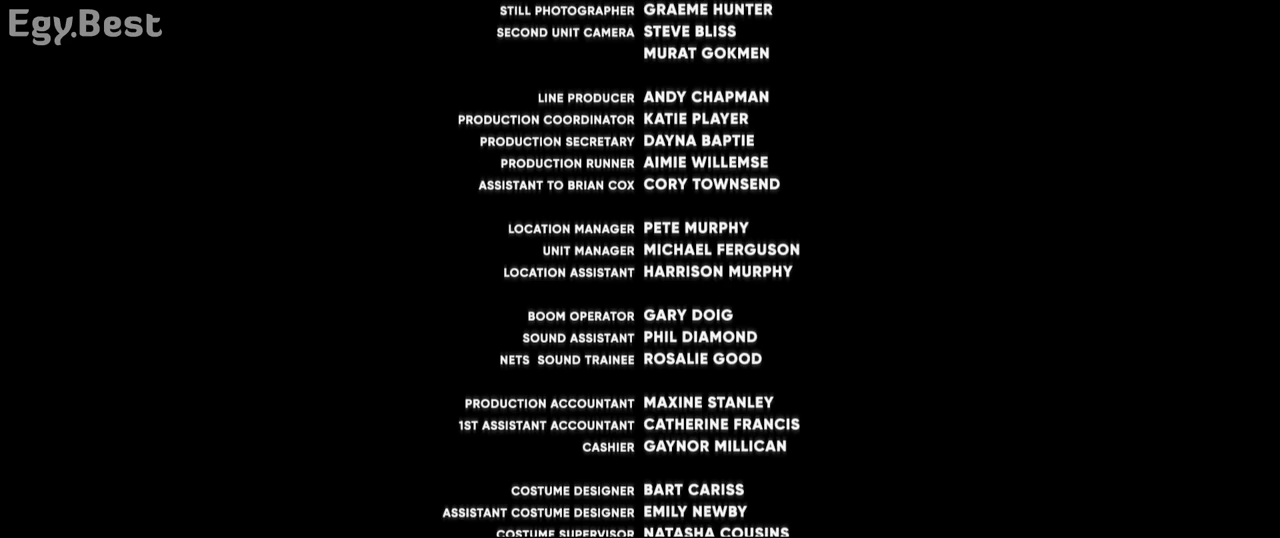 Egy.Best
STILL PHOTOGRAPHER GRAEME HUNTER
SECOND UNIT CAMERA STEVE BLISS
MURAT GOKMEN
LINE PRODUCER ANDY CHAPMAN
PRODUCTION COORDINATOR KATIE PLAYER
PRODUCTION SECRETARY DAYNA BAPTIE
PRODUCTION RUNNER AIMIE WILLEMSE
ASSISTANT TO BRIAN COX CORY TOWNSEND
LOCATION MANAGER PETE MURPHY
UNIT MANAGER MICHAEL FERGUSON
LOCATION ASSISTANT HARRISON MURPHY
BOOM OPERATOR GARY DOIG
SOUND ASSISTANT PHIL DIAMOND
NETS SOUND TRAINEE ROSALIE GOOD
PRODUCTION ACCOUNTANT MAXINE STANLEY
1ST ASSISTANT ACCOUNTANT CATHERINE FRANCIS
CASHIER GAYNOR MILLICAN
COSTUME DESIGNER BART CARISS
ASSISTANT COSTUME DESIGNER EMILY NEWBY
COSTUME SUPERVISOR NATASHA COUSINS